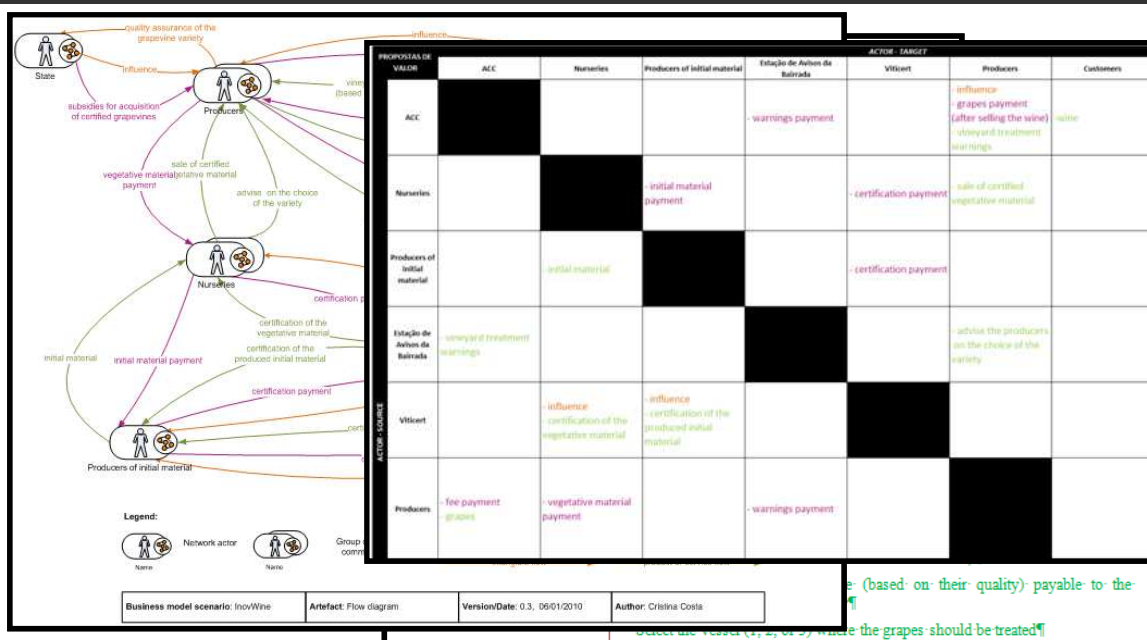 quality assurance of the
grapevine variety
influence
State
influence
Producers
subsidies for acquisition
of certified grapevines
sale of certified
vegetative material
payment
advise on the choice
of the variety
(based
Nurseries
certification of the
vegetative material
certification of the
produced initial material
initial material
initial material payment
certification payment
Producers of initial material
Legend:
Network actor
Group
Name
Name
Business model scenario: InovWine
Artefact: Flow diagram
Version/Date: 0.3, 06/01/2010
Author: Cristina Costa
PROPOSTAS DE
VALOR
ACTOR - TARGET
ACC
Nurseries
Producers of initial material
Estação de Avisos da
Bairrada
Viticert
Producers
Customers
ACTOR - SOURCE
ACC
- warnings payment
- influence
- grapes payment
(after selling the wine)
- vineyard treatment
warnings
- wine
Nurseries
- initial material
payment
- certification payment
- sale of certified
vegetative material
Producers of
initial
material
- initial material
- certification payment
Estação de
Avisos da
Bairrada
- vineyard treatment
warnings
- advise the producers
on the choice of the
variety
Viticert
- influence
- certification of the
vegetative material
- influence
- certification of the
produced initial
material
Producers
- fee payment
- grapes
- vegetative material
payment
- warnings payment
(based on their quality) payable to the
the grapes should be treated¶